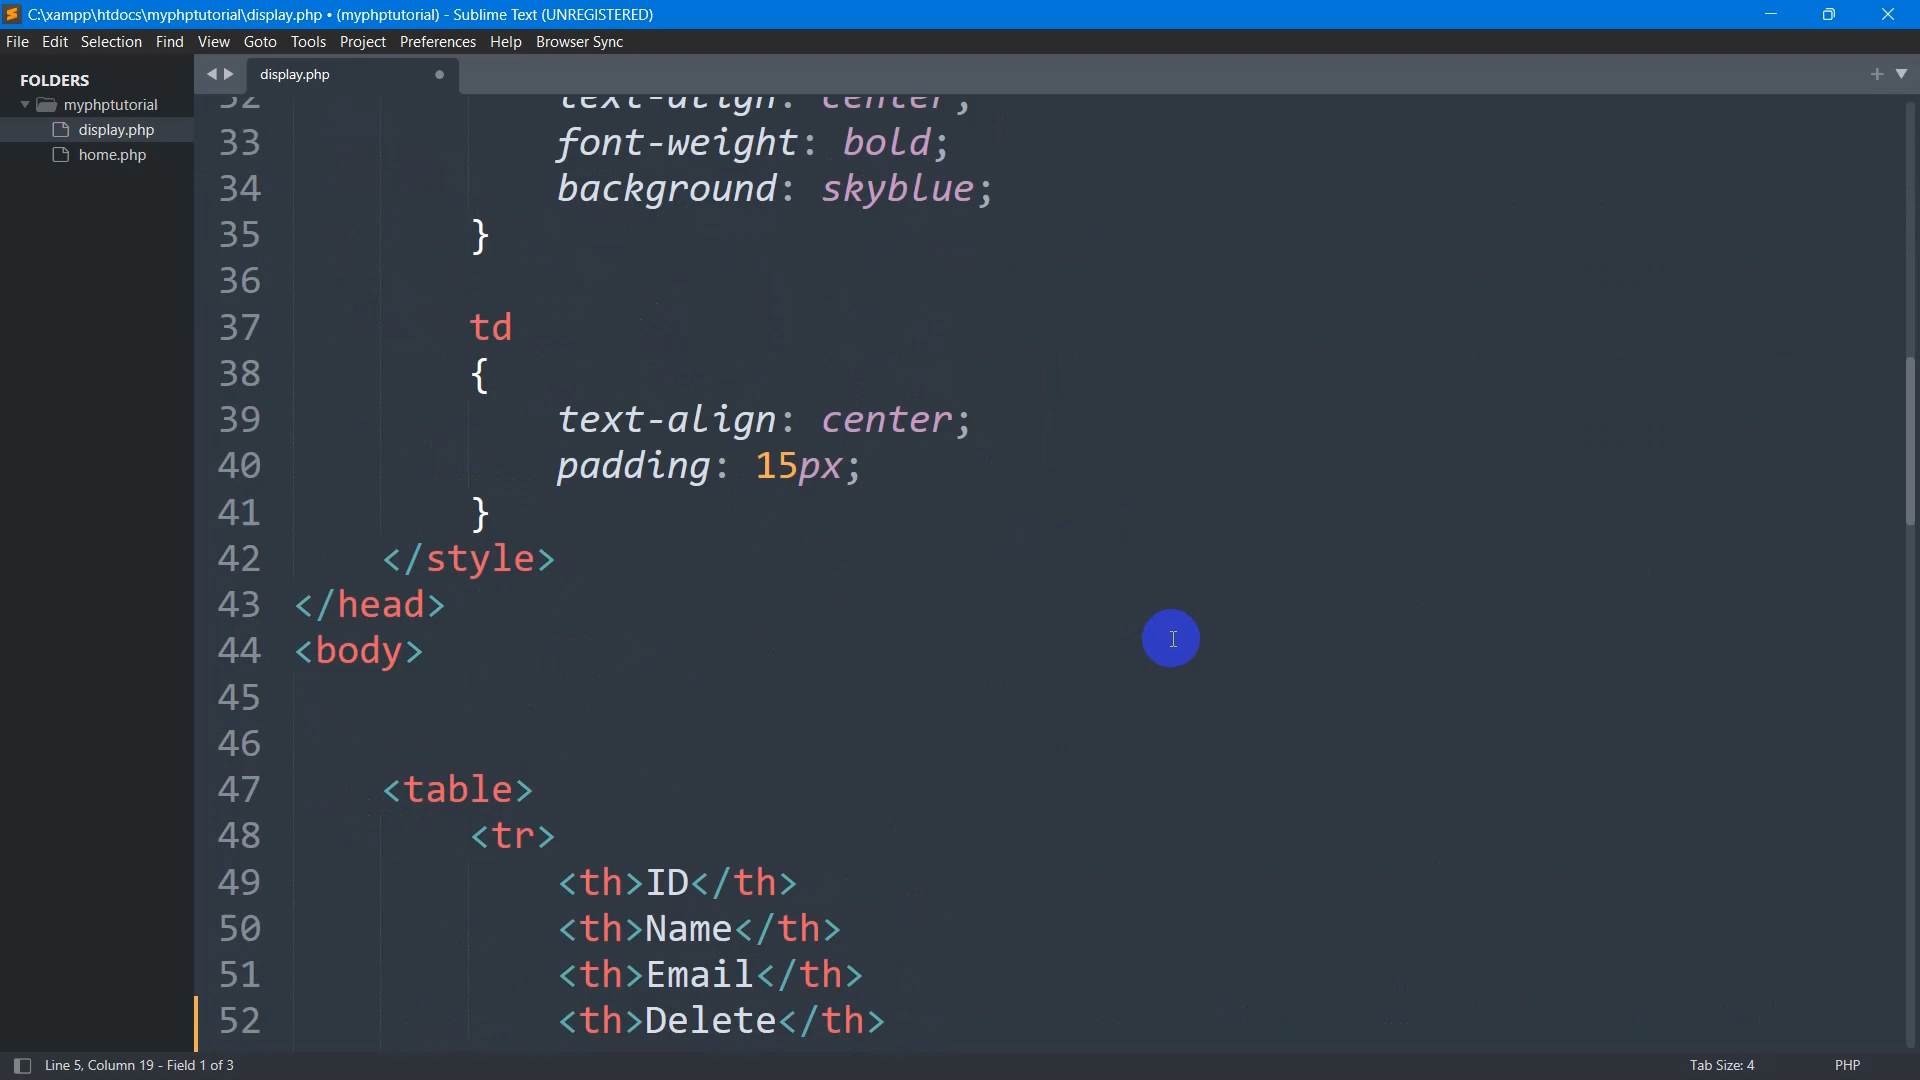 C:\xampp\htdocs\myphptutorial\display.php • (myphptutorial) - Sublime Text (UNREGISTERED)
File Edit Selection Find View Goto Tools Project Preferences Help Browser Sync
FOLDERS
myphptutorial
display.php
home.php
display.php
32 text-align: center;
33 font-weight: bold;
34 background: skyblue;
35 }
36
37 td
38 {
39 text-align: center;
40 padding: 15px;
41 }
42 </style>
43 </head>
44 <body>
45
46
47 <table>
48 <tr>
49 <th>ID</th>
50 <th>Name</th>
51 <th>Email</th>
52 <th>Delete</th>
Line 5, Column 19 - Field 1 of 3
Tab Size: 4
PHP